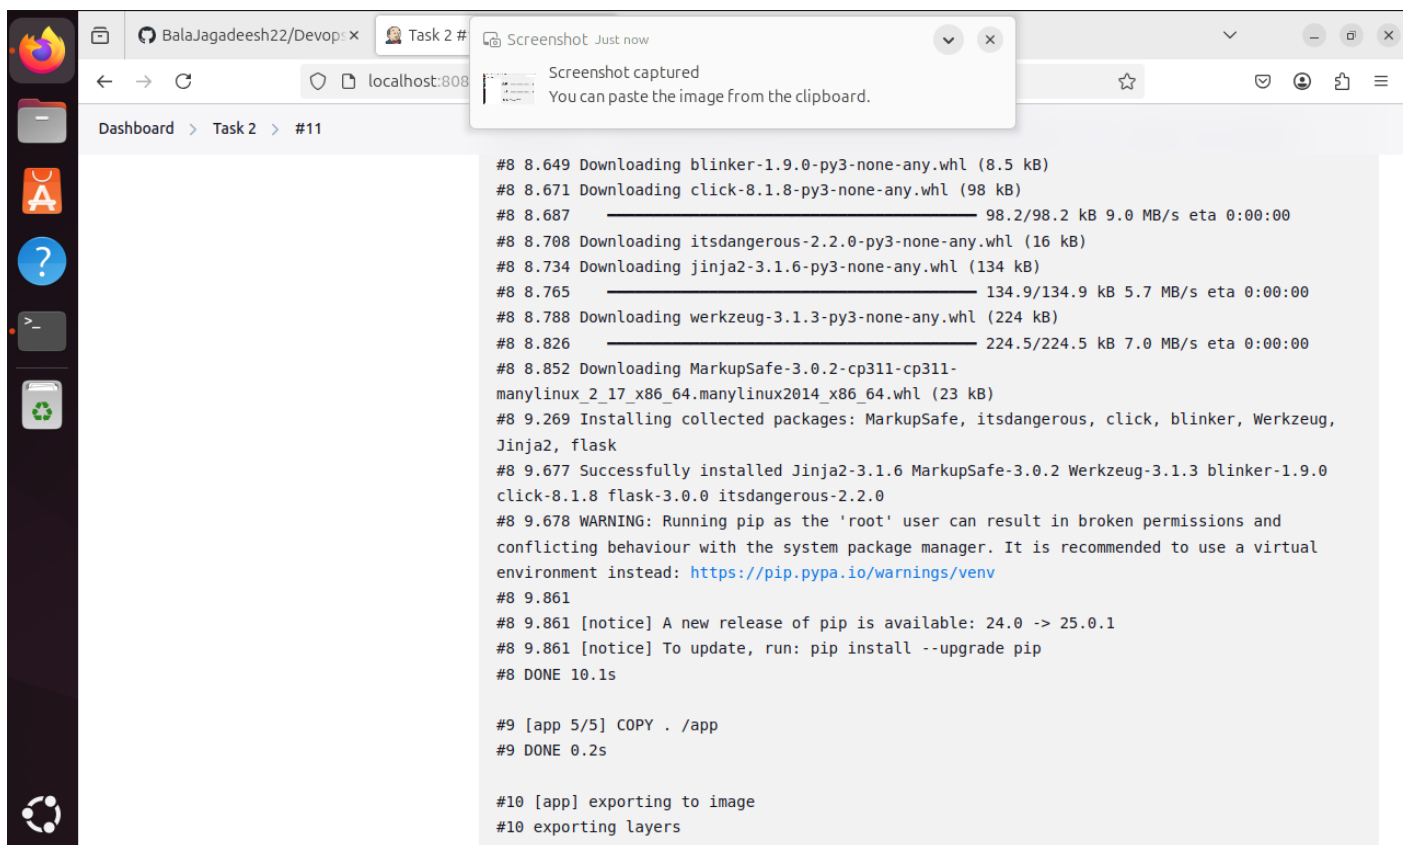 BalaJagadeesh22/Devops
Task 2 #
Screenshot Just now
Screenshot captured
You can paste the image from the clipboard.
localhost:808
Dashboard > Task 2 > #11
#8 8.649 Downloading blinker-1.9.0-py3-none-any.whl (8.5 kB)
#8 8.671 Downloading click-8.1.8-py3-none-any.whl (98 kB)
#8 8.687 ━━━━━━━━━━━━━━━━━━━━━━━━━━━━━━━━━━━━━━━━ 98.2/98.2 kB 9.0 MB/s eta 0:00:00
#8 8.708 Downloading itsdangerous-2.2.0-py3-none-any.whl (16 kB)
#8 8.734 Downloading jinja2-3.1.6-py3-none-any.whl (134 kB)
#8 8.765 ━━━━━━━━━━━━━━━━━━━━━━━━━━━━━━━━━━━━━━━━ 134.9/134.9 kB 5.7 MB/s eta 0:00:00
#8 8.788 Downloading werkzeug-3.1.3-py3-none-any.whl (224 kB)
#8 8.826 ━━━━━━━━━━━━━━━━━━━━━━━━━━━━━━━━━━━━━━━━ 224.5/224.5 kB 7.0 MB/s eta 0:00:00
#8 8.852 Downloading MarkupSafe-3.0.2-cp311-cp311-
manylinux_2_17_x86_64.manylinux2014_x86_64.whl (23 kB)
#8 9.269 Installing collected packages: MarkupSafe, itsdangerous, click, blinker, Werkzeug,
Jinja2, flask
#8 9.677 Successfully installed Jinja2-3.1.6 MarkupSafe-3.0.2 Werkzeug-3.1.3 blinker-1.9.0
click-8.1.8 flask-3.0.0 itsdangerous-2.2.0
#8 9.678 WARNING: Running pip as the 'root' user can result in broken permissions and
conflicting behaviour with the system package manager. It is recommended to use a virtual
environment instead: https://pip.pypa.io/warnings/venv
#8 9.861
#8 9.861 [notice] A new release of pip is available: 24.0 -> 25.0.1
#8 9.861 [notice] To update, run: pip install --upgrade pip
#8 DONE 10.1s
#9 [app 5/5] COPY . /app
#9 DONE 0.2s
#10 [app] exporting to image
#10 exporting layers